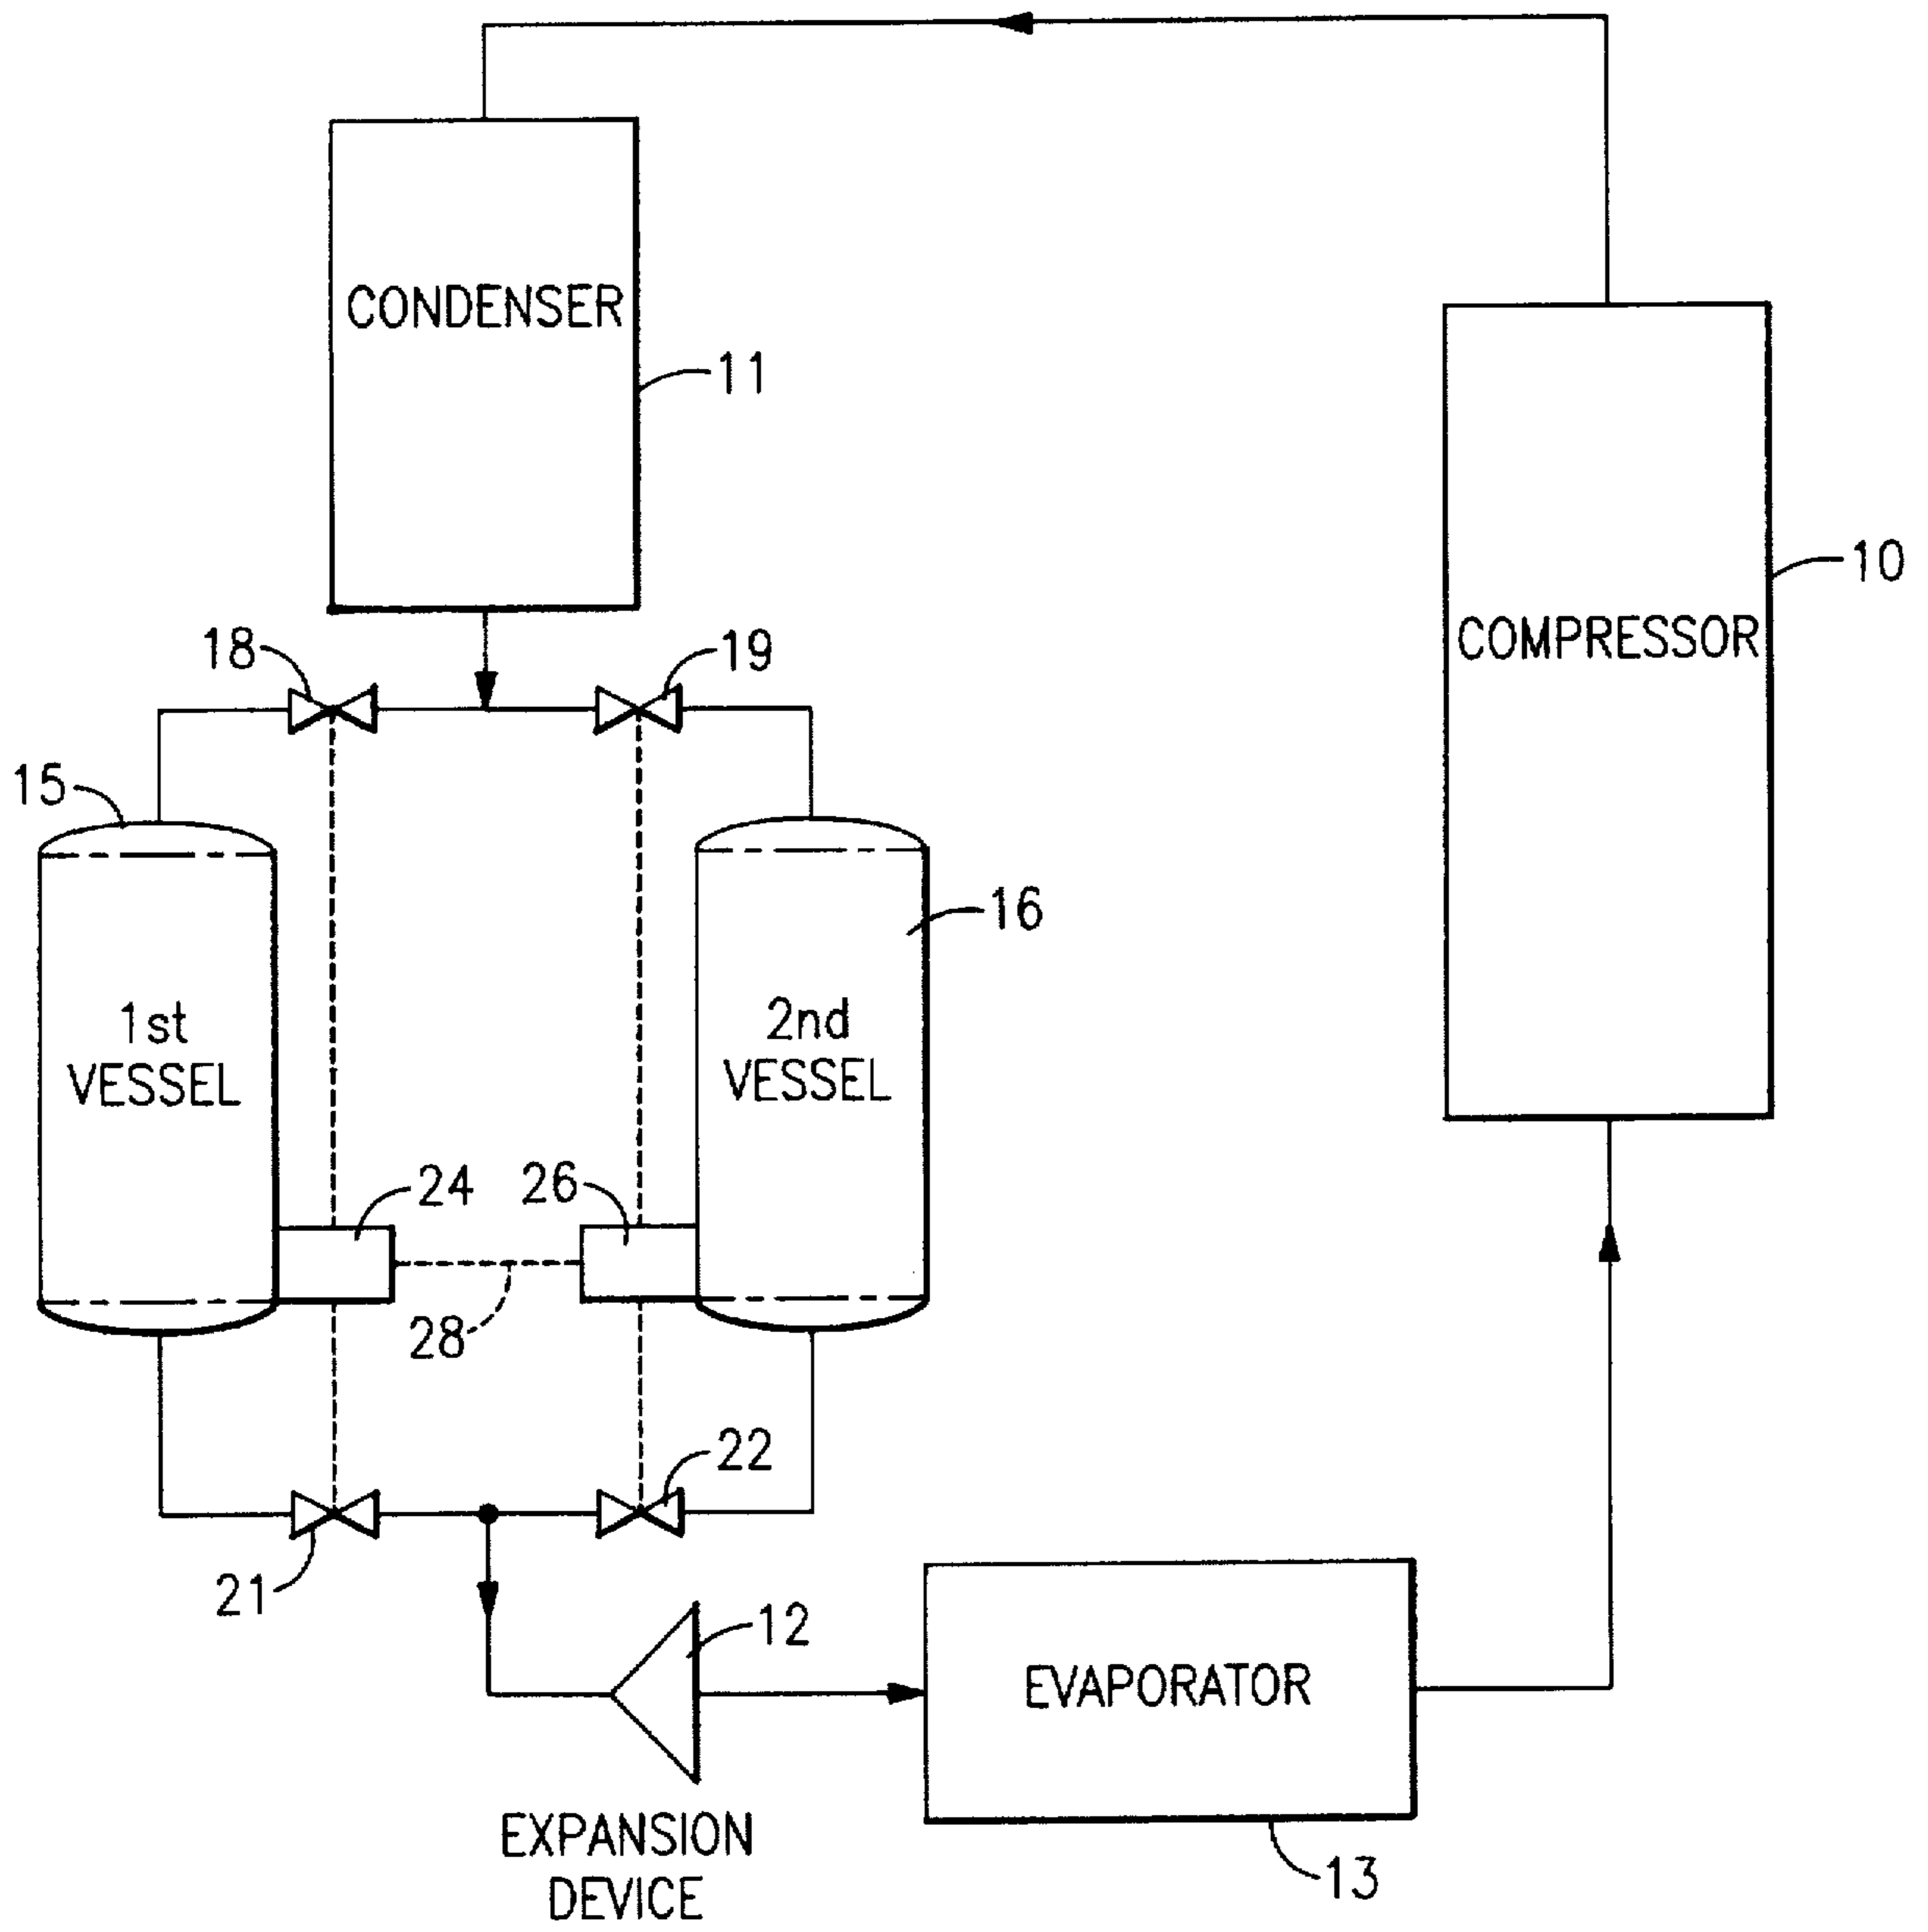 CONDENSER
11
10
COMPRESSOR
18
19
15
16
1st
VESSEL
2nd
VESSEL
24
26
28
22
21
12
EVAPORATOR
EXPANSION
DEVICE
13